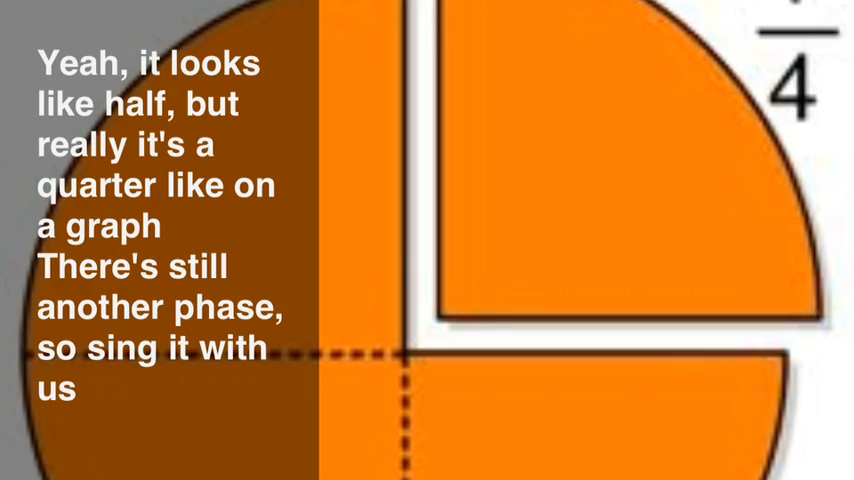 Yeah, it looks
like half, but
really it's a
quarter like on
a graph
There's still
another phase,
so sing it with
us
4